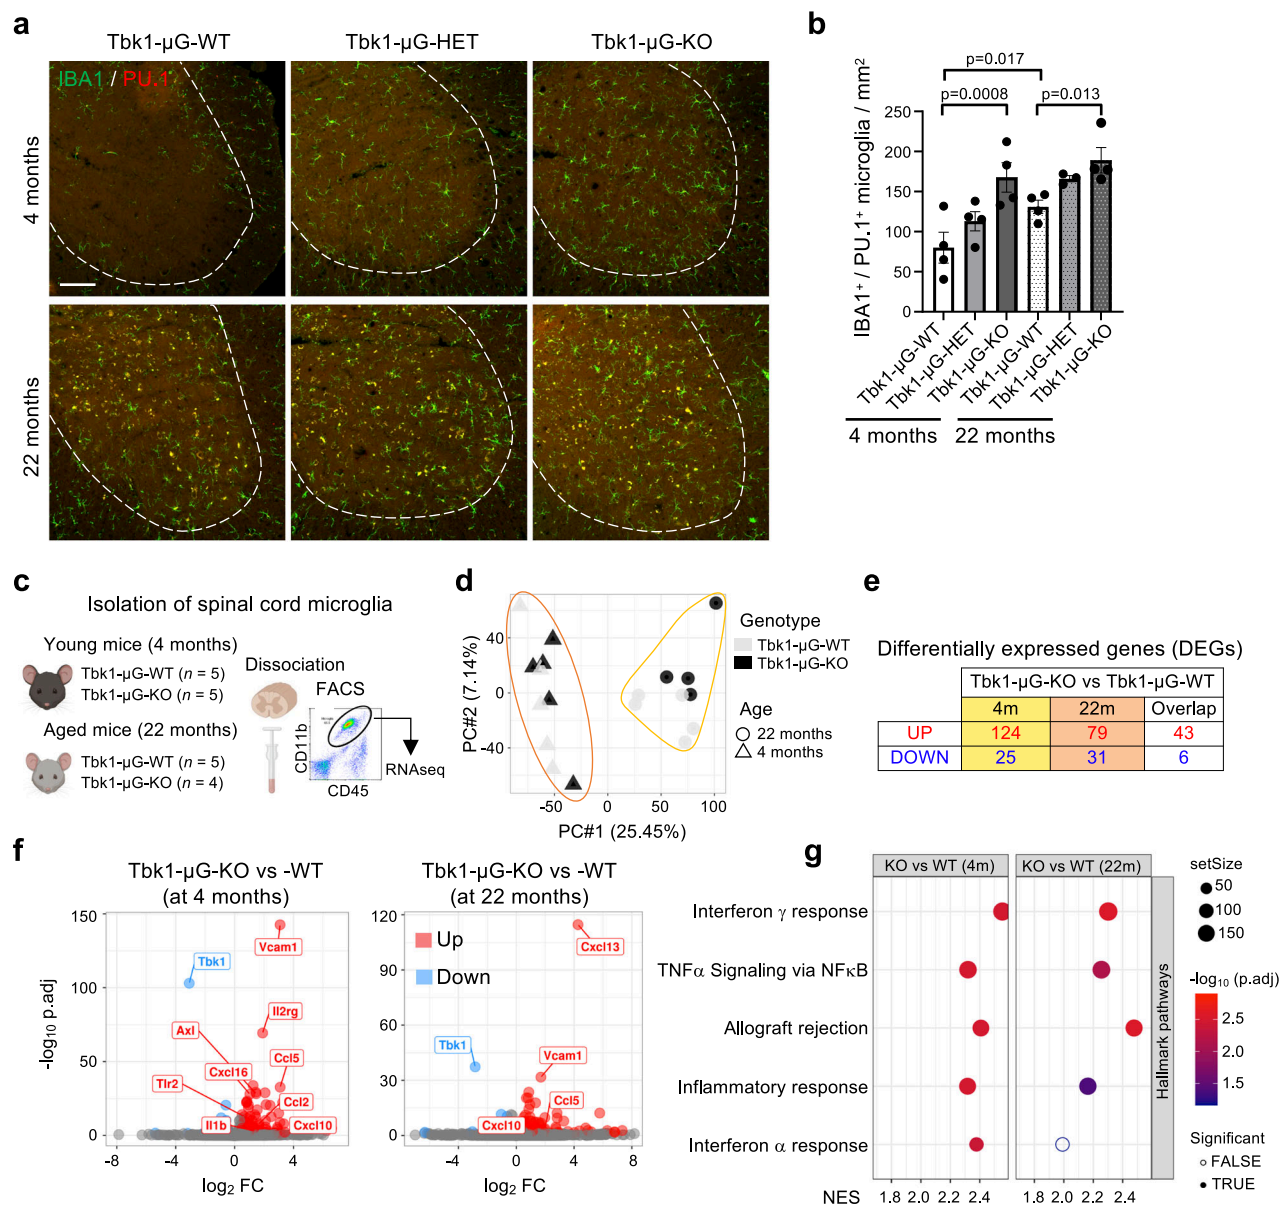 a
Tbk1-µG-WT
Tbk1-µG-HET
Tbk1-µG-KO
IBA1 / PU.1
4 months
22 months
b
IBA1⁺ / PU.1⁺ microglia / mm²
p=0.017
p=0.0008
p=0.013
250
200
150
100
50
0
Tbk1-µG-WT
Tbk1-µG-HET
Tbk1-µG-KO
Tbk1-µG-WT
Tbk1-µG-HET
Tbk1-µG-KO
4 months
22 months
c
Isolation of spinal cord microglia
Young mice (4 months)
Tbk1-µG-WT (n = 5)
Tbk1-µG-KO (n = 5)
Aged mice (22 months)
Tbk1-µG-WT (n = 5)
Tbk1-µG-KO (n = 4)
Dissociation
FACS
CD11b
CD45
RNAseq
d
PC#2 (7.14%)
40
0
-40
-50
0
50
100
PC#1 (25.45%)
Genotype
Tbk1-µG-WT
Tbk1-µG-KO
Age
22 months
4 months
e
Differentially expressed genes (DEGs)
Tbk1-µG-KO vs Tbk1-µG-WT
4m 22m Overlap
UP 124 79 43
DOWN 25 31 6
f
Tbk1-µG-KO vs -WT
(at 4 months)
-log₁₀ p.adj
150
100
50
0
Vcam1
Tbk1
Il2rg
Axl
Ccl5
Cxcl16
Tlr2
Ccl2
Il1b
Cxcl10
-8
-4
0
4
log₂ FC
Tbk1-µG-KO vs -WT
(at 22 months)
120
90
60
30
0
Up
Down
Cxcl13
Tbk1
Vcam1
Ccl5
Cxcl10
-4
0
4
8
log₂ FC
g
KO vs WT (4m)
KO vs WT (22m)
Interferon γ response
TNFα Signaling via NFκB
Allograft rejection
Inflammatory response
Interferon α response
NES
1.8 2.0 2.2 2.4
1.8 2.0 2.2 2.4
Hallmark pathways
setSize
50
100
150
-log₁₀ (p.adj)
2.5
2.0
1.5
Significant
FALSE
TRUE